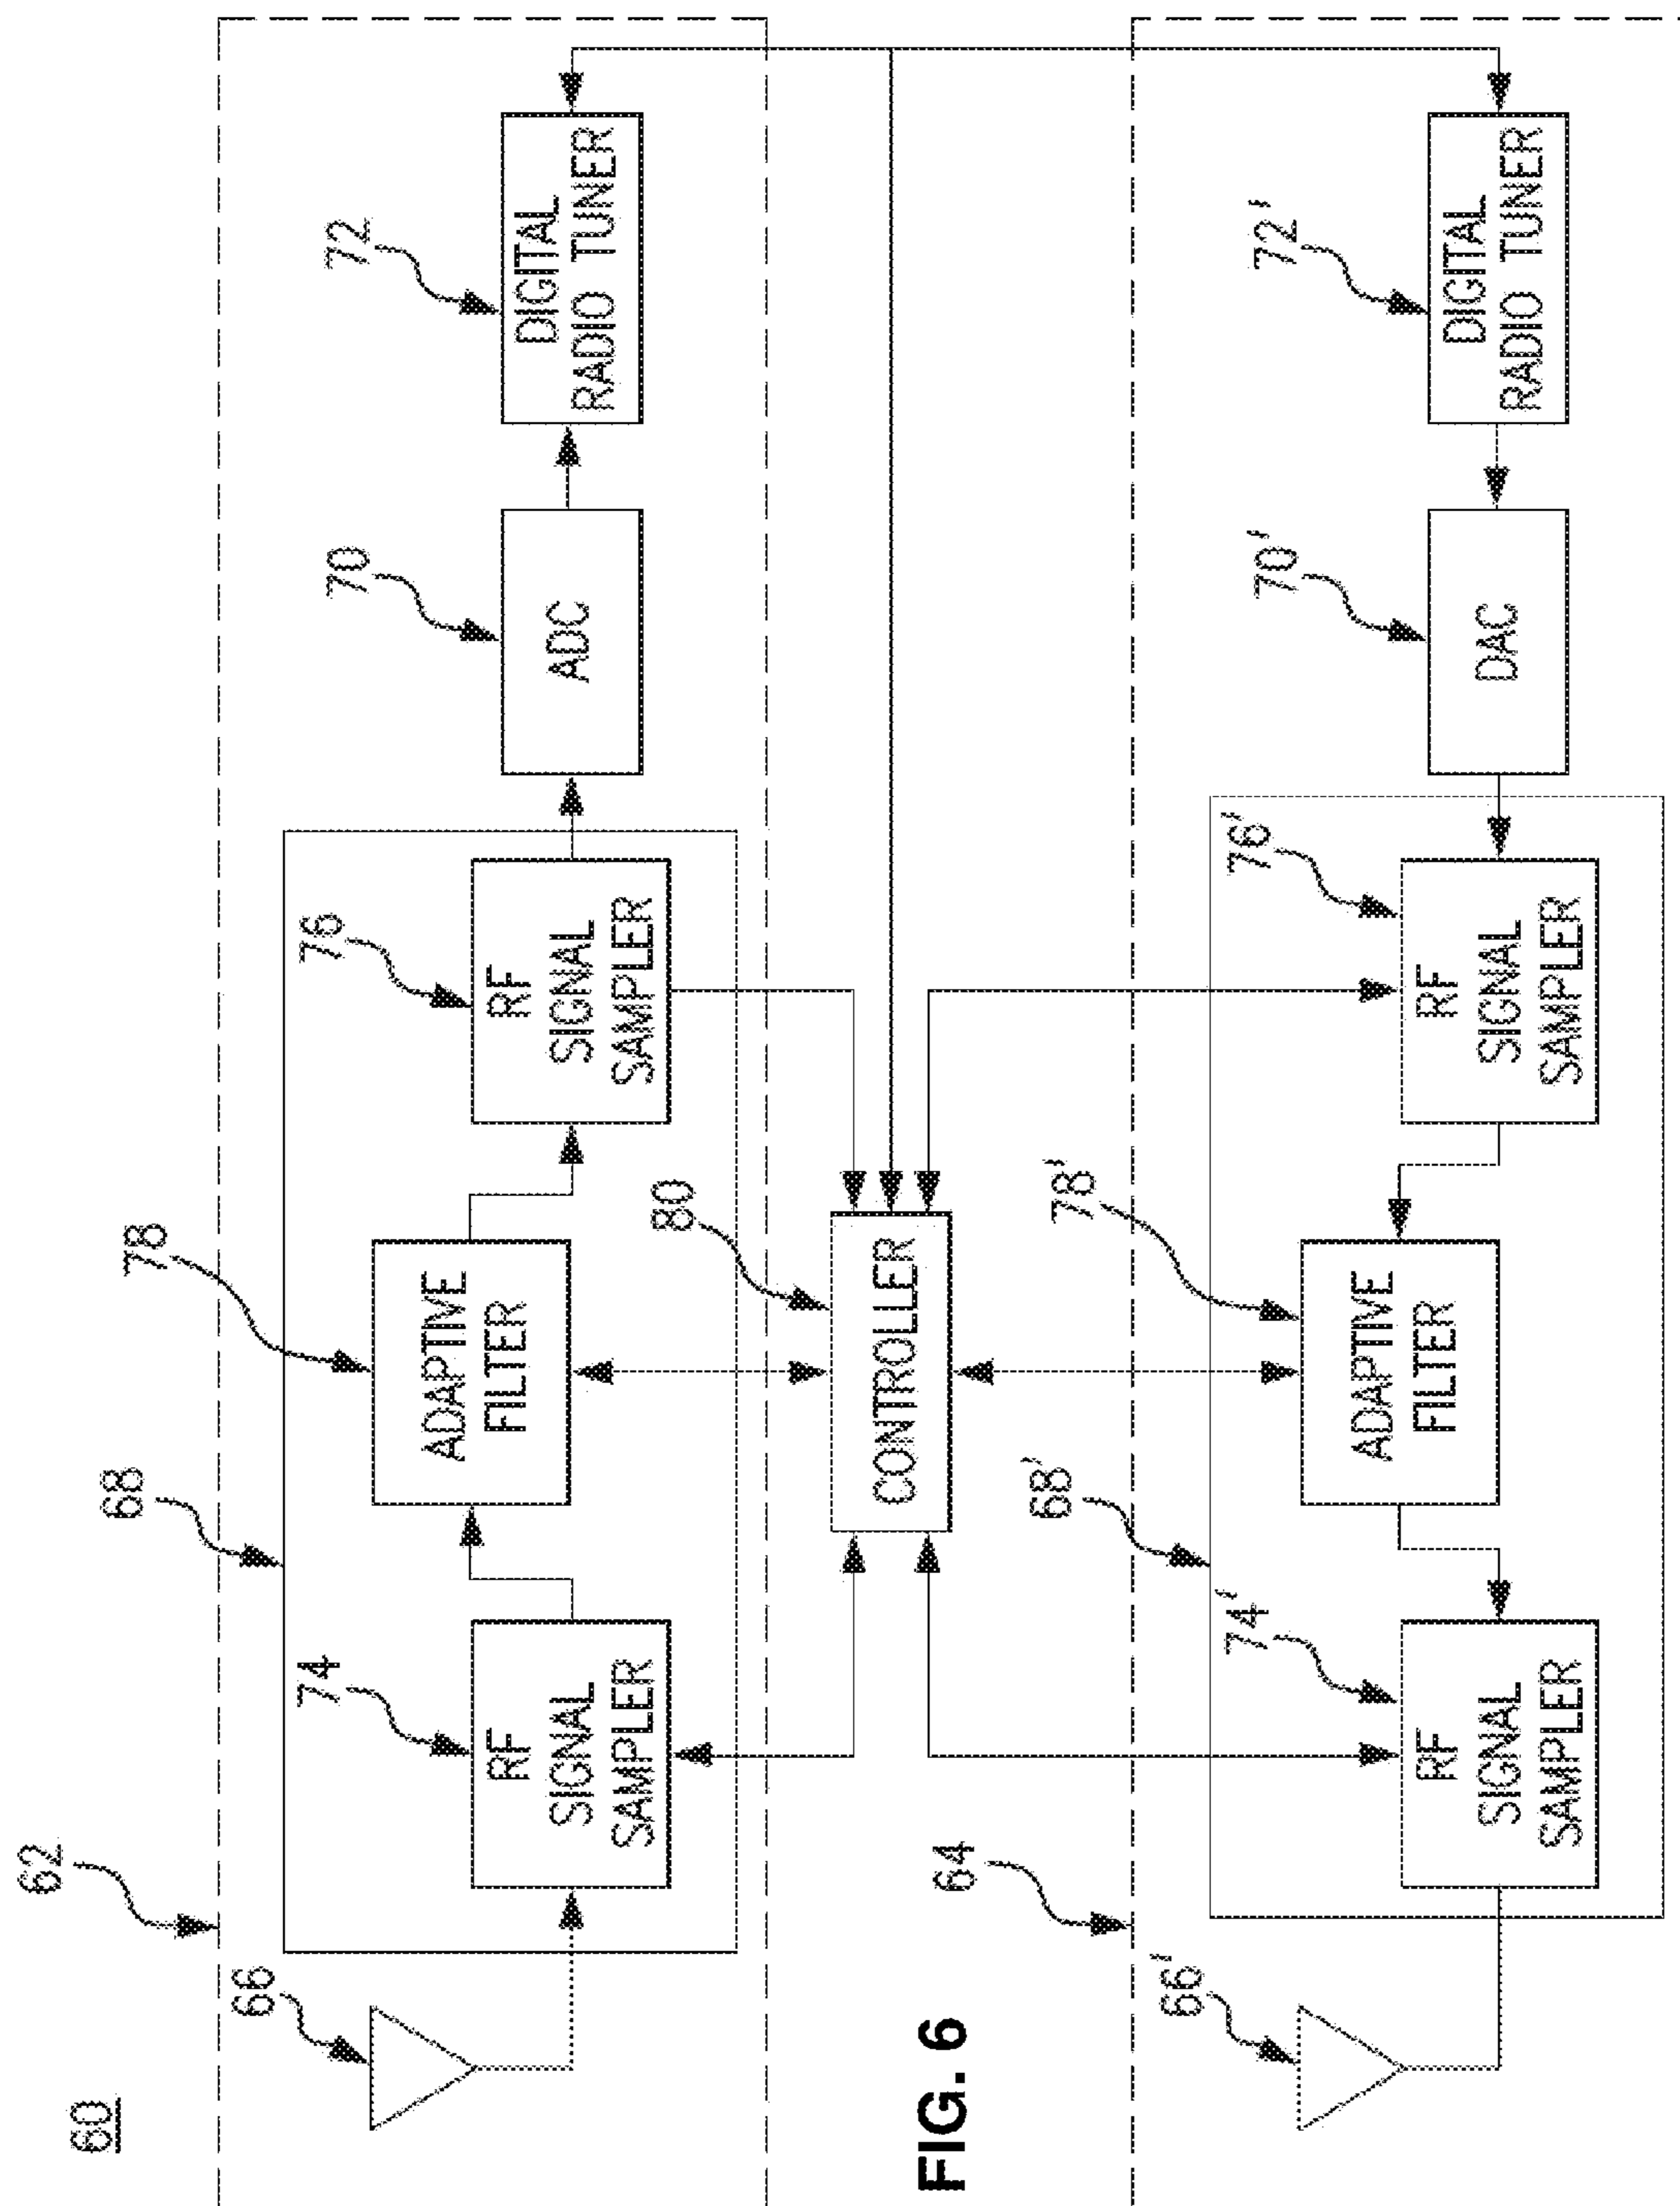 60
62
68
78
76
70
72
66
74
RF
SIGNAL
SAMPLER
ADAPTIVE
FILTER
RF
SIGNAL
SAMPLER
ADC
DIGITAL
RADIO TUNER
80
CONTROLLER
FIG. 6
64
68'
78'
76'
70'
72'
66'
74'
RF
SIGNAL
SAMPLER
ADAPTIVE
FILTER
RF
SIGNAL
SAMPLER
DAC
DIGITAL
RADIO TUNER